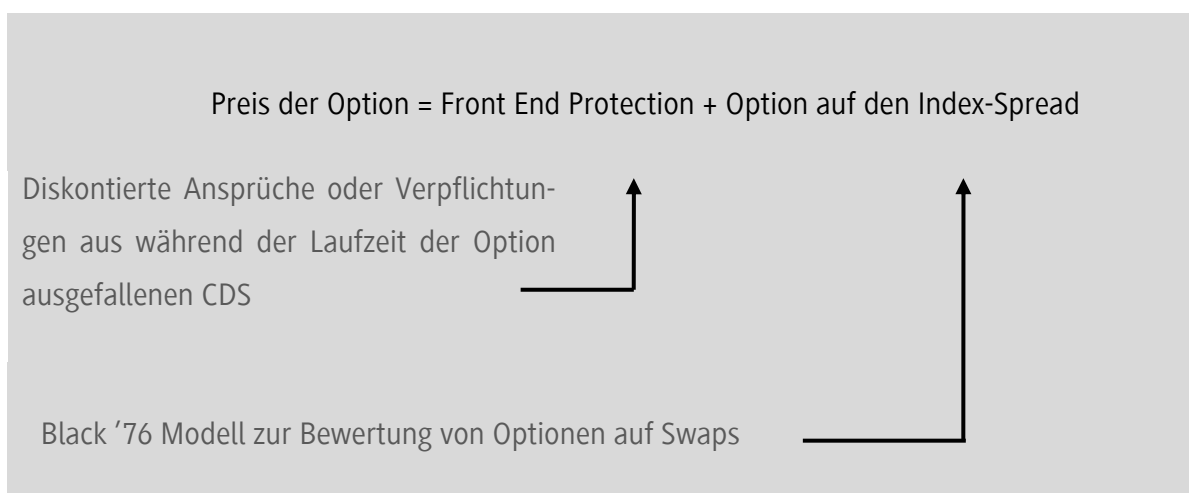 Preis der Option = Front End Protection + Option auf den Index-Spread
Diskontierte Ansprüche oder Verpflichtun-
gen aus während der Laufzeit der Option
ausgefallenen CDS
Black ’76 Modell zur Bewertung von Optionen auf Swaps